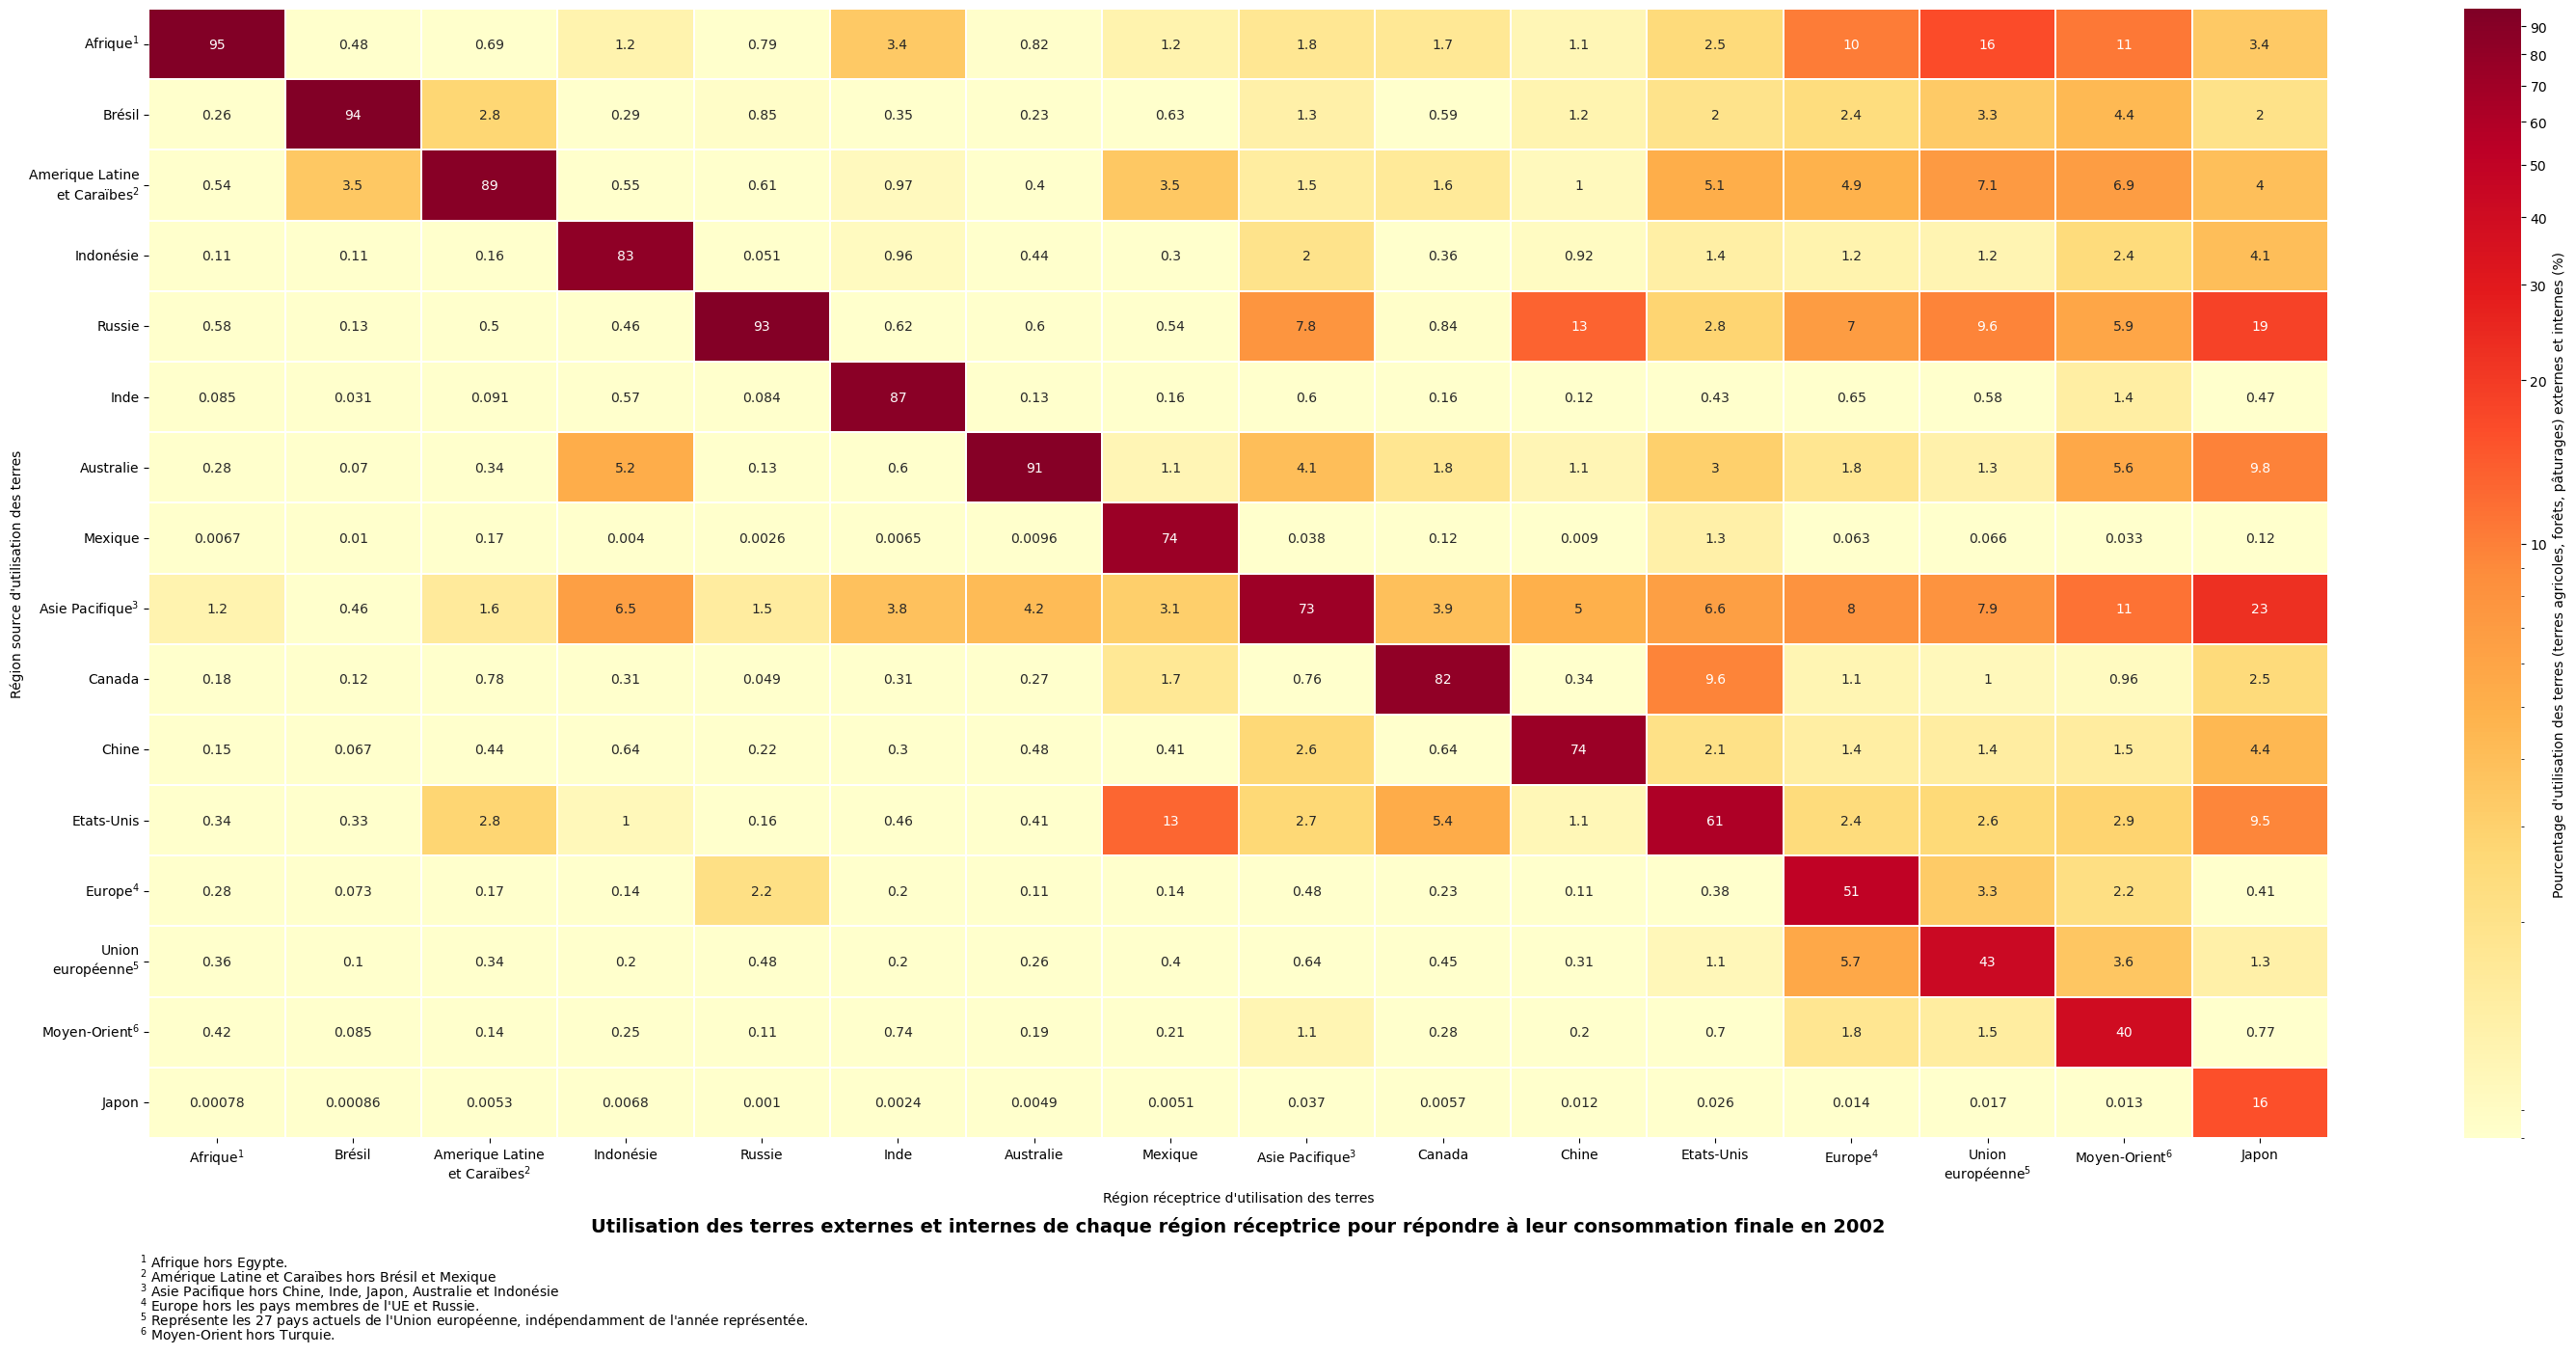 Afrique¹ 95 0.48 0.69 1.2 0.79 3.4 0.82 1.2 1.8 1.7 1.1 2.5 10 16 11 3.4
Brésil 0.26 94 2.8 0.29 0.85 0.35 0.23 0.63 1.3 0.59 1.2 2 2.4 3.3 4.4 2
Amerique Latine
et Caraïbes² 0.54 3.5 89 0.55 0.61 0.97 0.4 3.5 1.5 1.6 1 5.1 4.9 7.1 6.9 4
Indonésie 0.11 0.11 0.16 83 0.051 0.96 0.44 0.3 2 0.36 0.92 1.4 1.2 1.2 2.4 4.1
Russie 0.58 0.13 0.5 0.46 93 0.62 0.6 0.54 7.8 0.84 13 2.8 7 9.6 5.9 19
Inde 0.085 0.031 0.091 0.57 0.084 87 0.13 0.16 0.6 0.16 0.12 0.43 0.65 0.58 1.4 0.47
Australie 0.28 0.07 0.34 5.2 0.13 0.6 91 1.1 4.1 1.8 1.1 3 1.8 1.3 5.6 9.8
Mexique 0.0067 0.01 0.17 0.004 0.0026 0.0065 0.0096 74 0.038 0.12 0.009 1.3 0.063 0.066 0.033 0.12
Asie Pacifique³ 1.2 0.46 1.6 6.5 1.5 3.8 4.2 3.1 73 3.9 5 6.6 8 7.9 11 23
Canada 0.18 0.12 0.78 0.31 0.049 0.31 0.27 1.7 0.76 82 0.34 9.6 1.1 1 0.96 2.5
Chine 0.15 0.067 0.44 0.64 0.22 0.3 0.48 0.41 2.6 0.64 74 2.1 1.4 1.4 1.5 4.4
Etats-Unis 0.34 0.33 2.8 1 0.16 0.46 0.41 13 2.7 5.4 1.1 61 2.4 2.6 2.9 9.5
Europe⁴ 0.28 0.073 0.17 0.14 2.2 0.2 0.11 0.14 0.48 0.23 0.11 0.38 51 3.3 2.2 0.41
Union
européenne⁵ 0.36 0.1 0.34 0.2 0.48 0.2 0.26 0.4 0.64 0.45 0.31 1.1 5.7 43 3.6 1.3
Moyen-Orient⁶ 0.42 0.085 0.14 0.25 0.11 0.74 0.19 0.21 1.1 0.28 0.2 0.7 1.8 1.5 40 0.77
Japon 0.00078 0.00086 0.0053 0.0068 0.001 0.0024 0.0049 0.0051 0.037 0.0057 0.012 0.026 0.014 0.017 0.013 16
Afrique¹ Brésil Amerique Latine Indonésie Russie Inde Australie Mexique Asie Pacifique³ Canada Chine Etats-Unis Europe⁴ Union Moyen-Orient⁶ Japon
et Caraïbes² européenne⁵
Région source d'utilisation des terres
Région réceptrice d'utilisation des terres
90
80
70
60
50
40
30
20
10
Pourcentage d'utilisation des terres (terres agricoles, forêts, pâturages) externes et internes (%)
Utilisation des terres externes et internes de chaque région réceptrice pour répondre à leur consommation finale en 2002
¹ Afrique hors Egypte.
² Amérique Latine et Caraïbes hors Brésil et Mexique
³ Asie Pacifique hors Chine, Inde, Japon, Australie et Indonésie
⁴ Europe hors les pays membres de l'UE et Russie.
⁵ Représente les 27 pays actuels de l'Union européenne, indépendamment de l'année représentée.
⁶ Moyen-Orient hors Turquie.